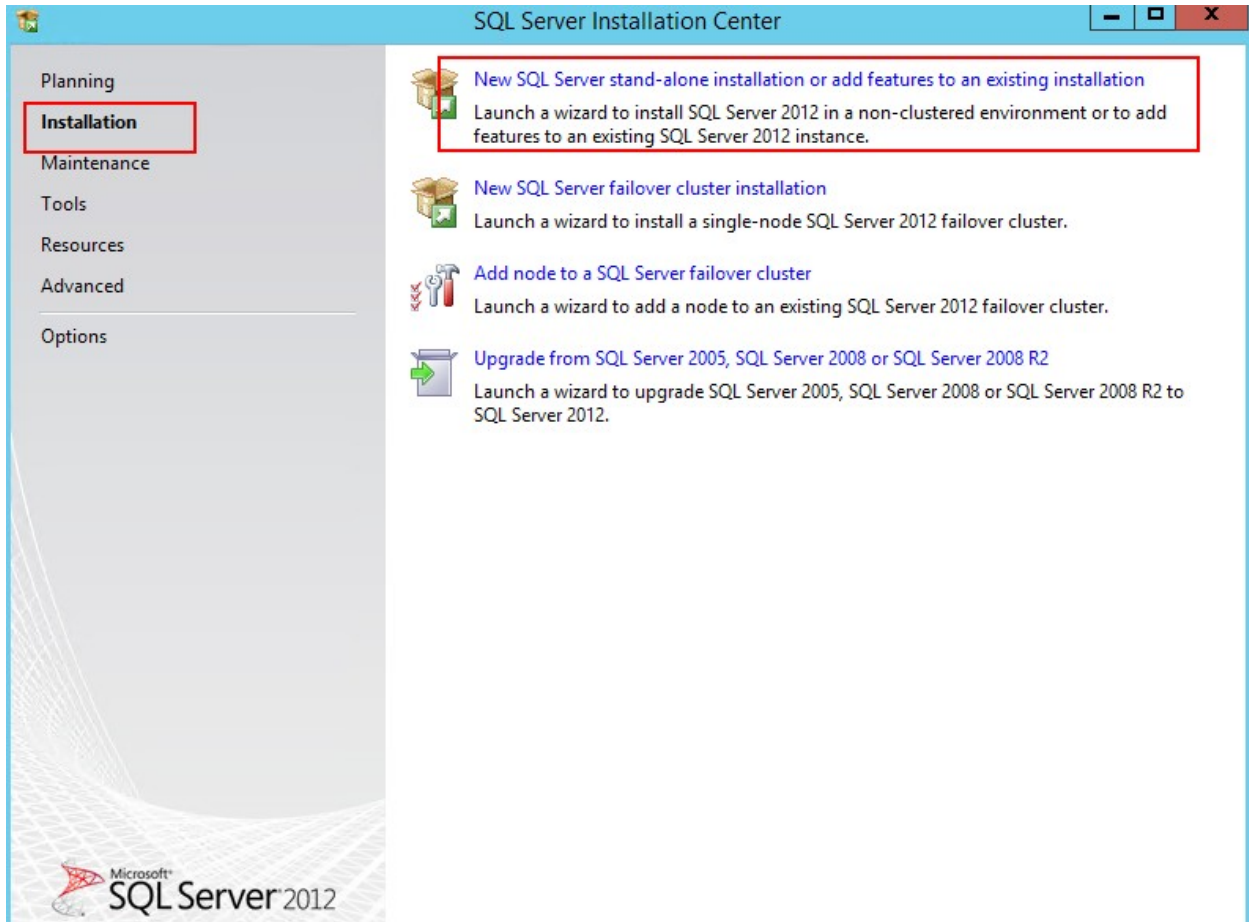 SQL Server Installation Center
Planning
Installation
Maintenance
Tools
Resources
Advanced
Options
New SQL Server stand-alone installation or add features to an existing installation
Launch a wizard to install SQL Server 2012 in a non-clustered environment or to add
features to an existing SQL Server 2012 instance.
New SQL Server failover cluster installation
Launch a wizard to install a single-node SQL Server 2012 failover cluster.
Add node to a SQL Server failover cluster
Launch a wizard to add a node to an existing SQL Server 2012 failover cluster.
Upgrade from SQL Server 2005, SQL Server 2008 or SQL Server 2008 R2
Launch a wizard to upgrade SQL Server 2005, SQL Server 2008 or SQL Server 2008 R2 to
SQL Server 2012.
Microsoft®
SQL Server 2012